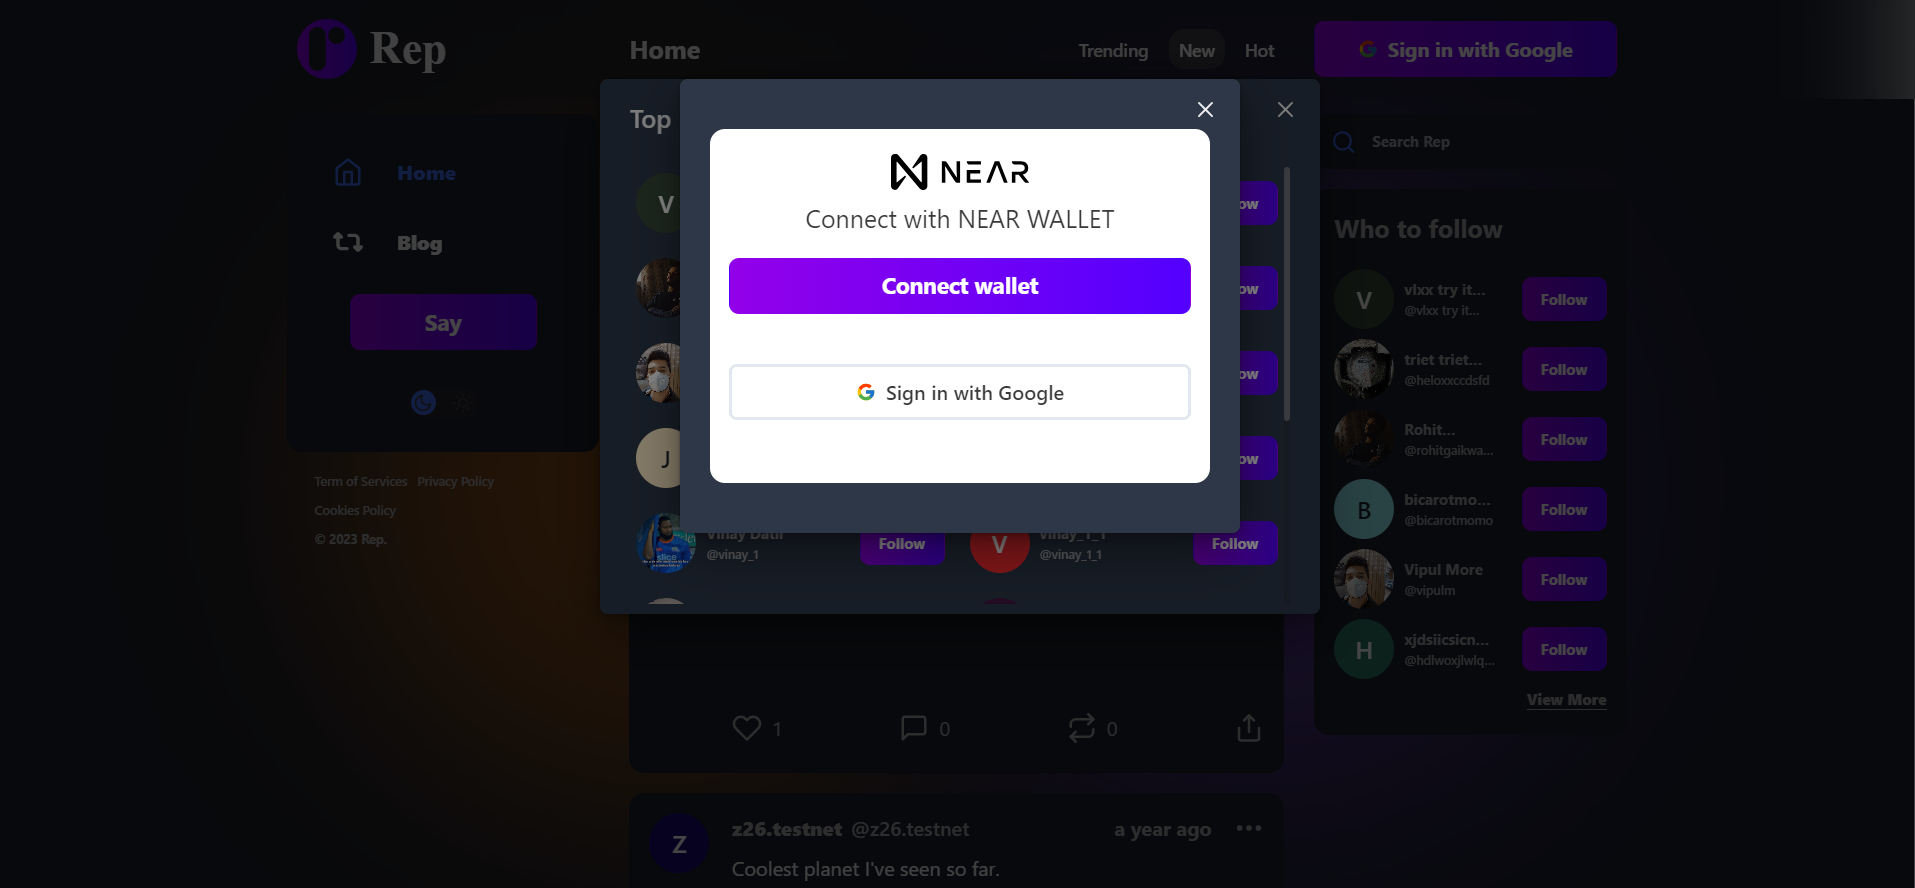 Rep
Home
Trending
New
Hot
Sign in with Google
Home
Blog
Say
Term of Services Privacy Policy
Cookies Policy
© 2023 Rep.
Top
V
J
NEAR
Connect with NEAR WALLET
Connect wallet
Sign in with Google
Vinay Datir
@vinay_1
Follow
V
vinay_1_1
@vinay_1_1
Follow
1
0
0
Z
z26.testnet @z26.testnet
a year ago
Coolest planet I've seen so far.
Search Rep
Who to follow
V
vlxx try it...
@vlxx try it...
Follow
triet triet...
@heloxxccdsfd
Follow
Rohit...
@rohitgaikwa...
Follow
B
bicarotmo...
@bicarotmomo
Follow
Vipul More
@vipulm
Follow
H
xjdsiicsicn...
@hdlwoxjlwlq...
Follow
View More